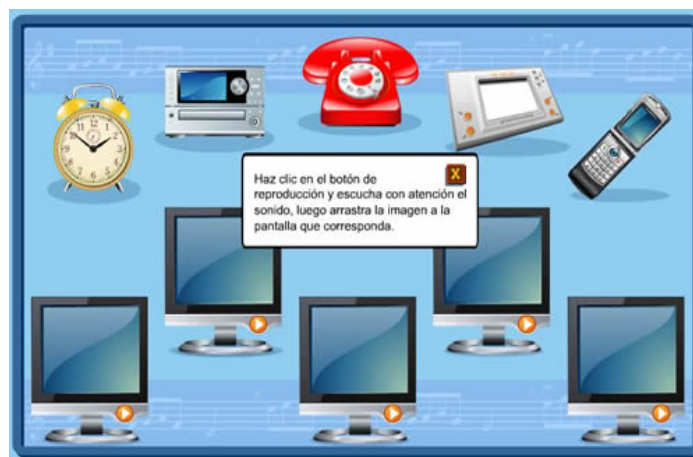 Haz clic en el botón de
reproducción y escucha con atención el
sonido, luego arrastra la imagen a la
pantalla que corresponda.
X